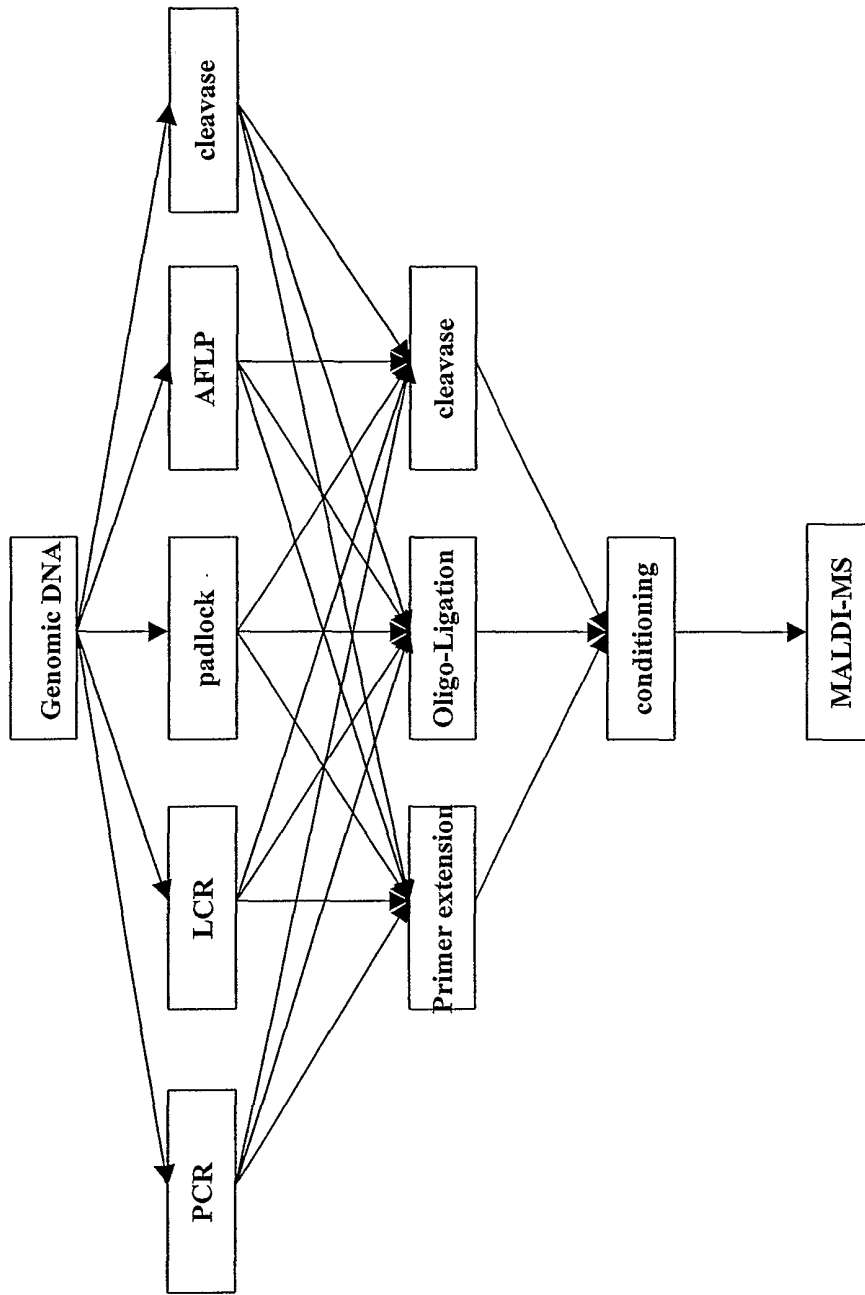 Genomic DNA
PCR
LCR
padlock
AFLP
cleavase
Primer extension
Oligo-Ligation
cleavase
conditioning
MALDI-MS